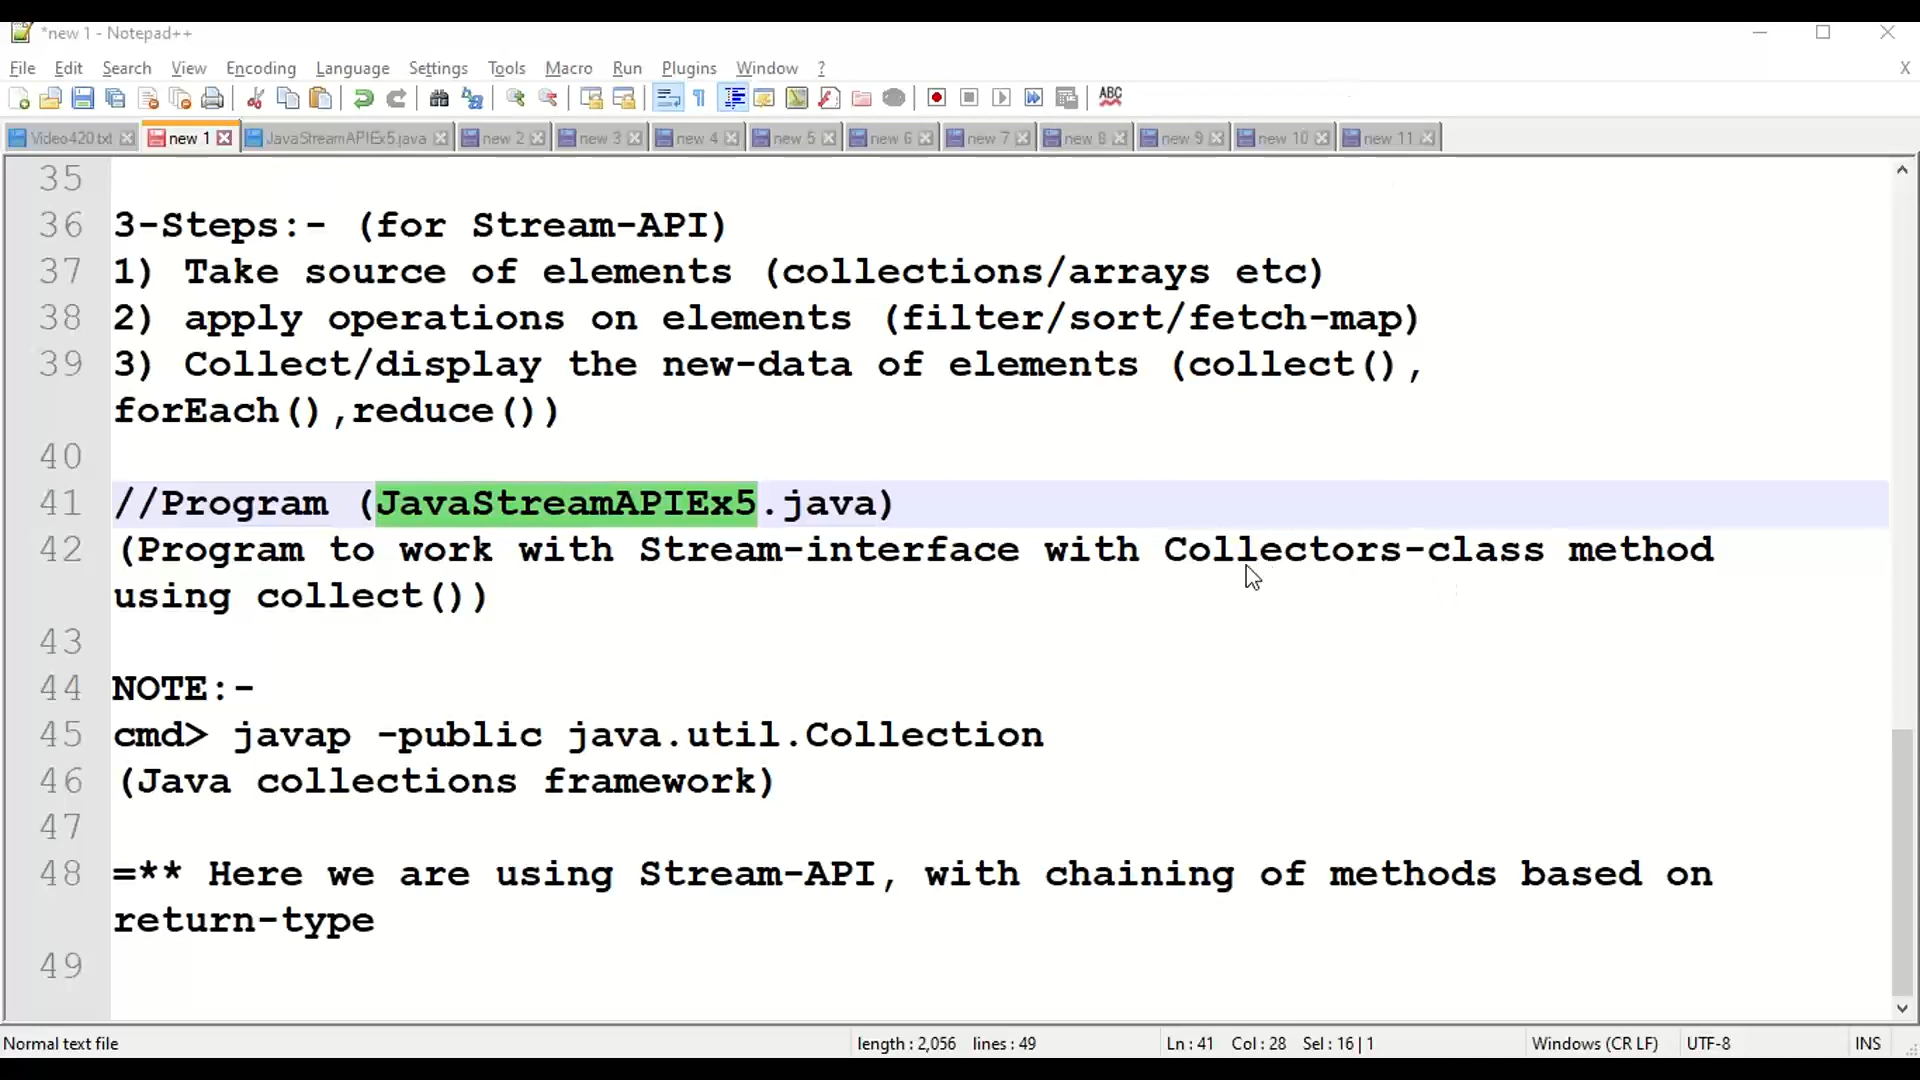 *new 1 - Notepad++
File Edit Search View Encoding Language Settings Tools Macro Run Plugins Window ? X
ABC
Video420.txt new 1 JavaStreamAPIEx5.java new 2 new 3 new 4 new 5 new 6 new 7 new 8 new 9 new 10 new 11
35
36 3-Steps:- (for Stream-API)
37 1) Take source of elements (collections/arrays etc)
38 2) apply operations on elements (filter/sort/fetch-map)
39 3) Collect/display the new-data of elements (collect(),
forEach(),reduce())
40
41 //Program (JavaStreamAPIEx5.java)
42 (Program to work with Stream-interface with Collectors-class method
using collect())
43
44 NOTE:-
45 cmd> javap -public java.util.Collection
46 (Java collections framework)
47
48 =** Here we are using Stream-API, with chaining of methods based on
return-type
49
Normal text file length : 2,056 lines : 49 Ln : 41 Col : 28 Sel : 16 | 1 Windows (CR LF) UTF-8 INS